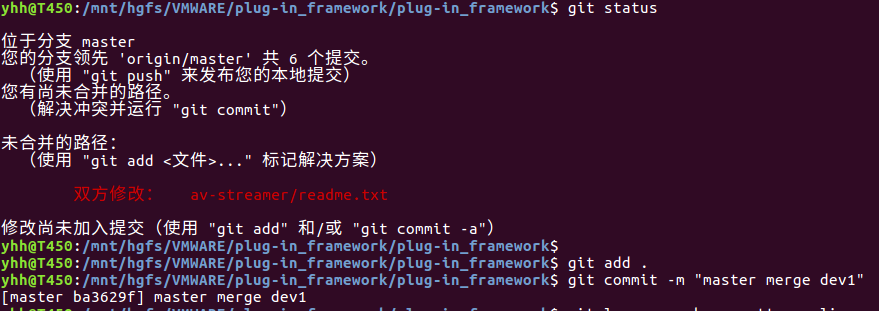 yhh@T450:/mnt/hgfs/VMWARE/plug-in_framework/plug-in_framework$ git status
位于分支 master
您的分支领先 'origin/master' 共 6 个提交。
（使用 "git push" 来发布您的本地提交）
您有尚未合并的路径。
（解决冲突并运行 "git commit"）
未合并的路径：
（使用 "git add <文件>..." 标记解决方案）
双方修改： av-streamer/readme.txt
修改尚未加入提交（使用 "git add" 和/或 "git commit -a"）
yhh@T450:/mnt/hgfs/VMWARE/plug-in_framework/plug-in_framework$
yhh@T450:/mnt/hgfs/VMWARE/plug-in_framework/plug-in_framework$ git add .
yhh@T450:/mnt/hgfs/VMWARE/plug-in_framework/plug-in_framework$ git commit -m "master merge dev1"
[master ba3629f] master merge dev1